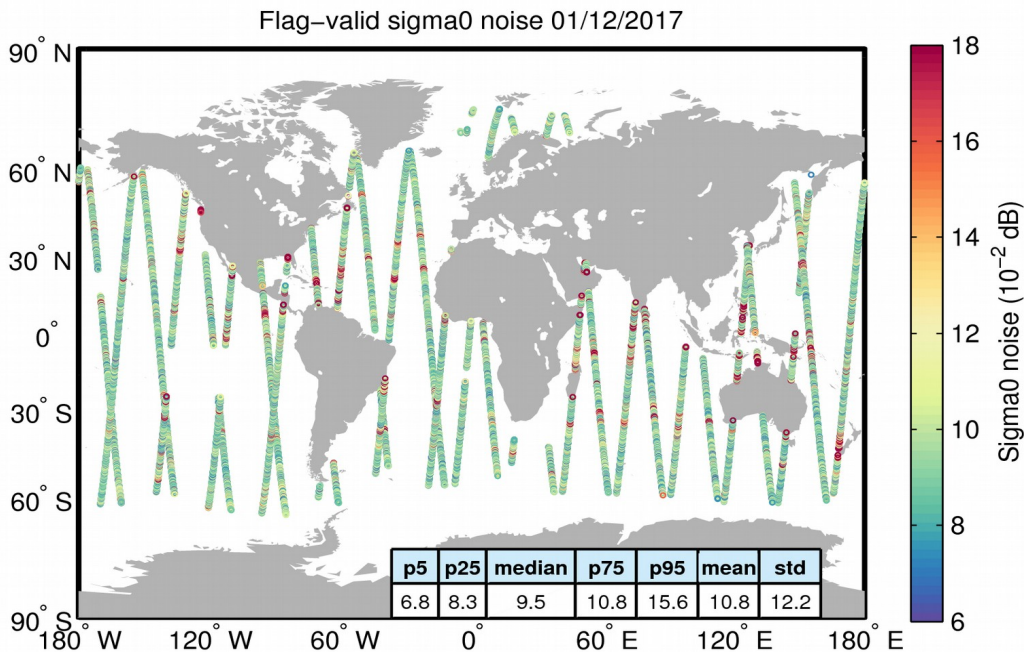 Flag−valid sigma0 noise 01/12/2017
90° N
60° N
30° N
0°
30° S
60° S
90° S
180° W
120° W
60° W
0°
60° E
120° E
180° E
p5 p25 median p75 p95 mean std
6.8 8.3 9.5 10.8 15.6 10.8 12.2
18
16
14
12
10
8
6
Sigma0 noise (10⁻² dB)